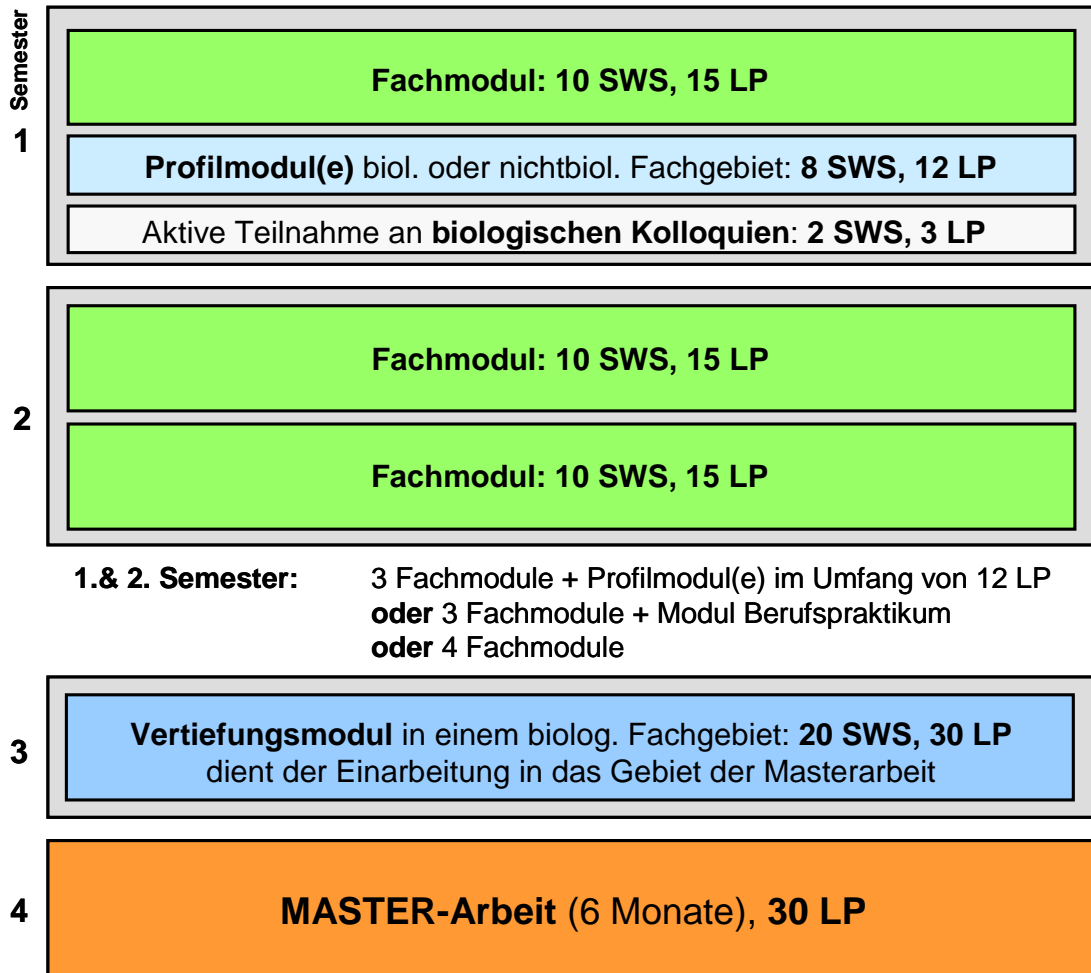 Semester
1
Fachmodul: 10 SWS, 15 LP
Profilmodul(e) biol. oder nichtbiol. Fachgebiet: 8 SWS, 12 LP
Aktive Teilnahme an biologischen Kolloquien: 2 SWS, 3 LP
2
Fachmodul: 10 SWS, 15 LP
Fachmodul: 10 SWS, 15 LP
1.& 2. Semester: 3 Fachmodule + Profilmodul(e) im Umfang von 12 LP
oder 3 Fachmodule + Modul Berufspraktikum
oder 4 Fachmodule
3
Vertiefungsmodul in einem biolog. Fachgebiet: 20 SWS, 30 LP
dient der Einarbeitung in das Gebiet der Masterarbeit
4
MASTER-Arbeit (6 Monate), 30 LP